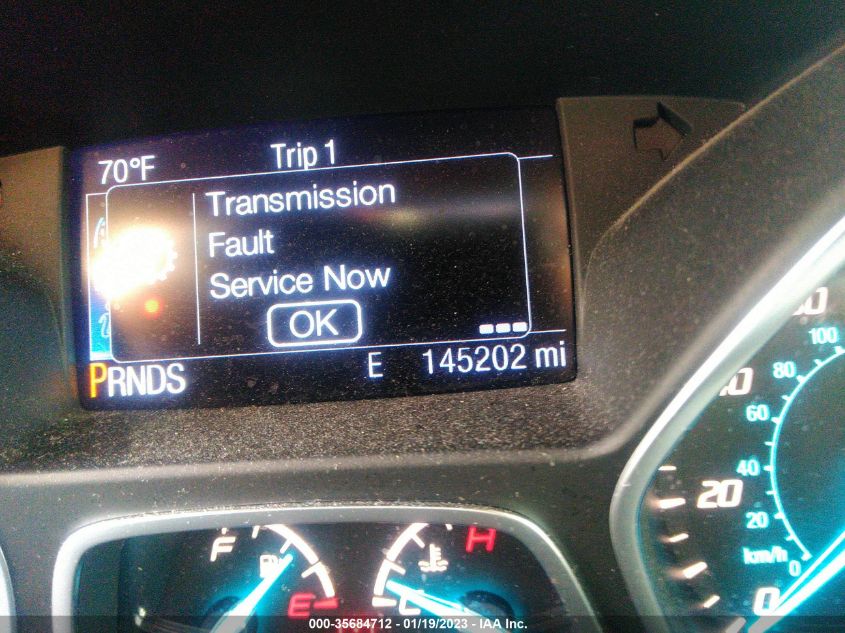 70°F Trip 1
Transmission
Fault
Service Now
OK
PRNDS E 145202 mi
100
80
60
40
20 20
km/h
0 0
F H
E C
000-35684712 - 01/19/2023 - IAA Inc.